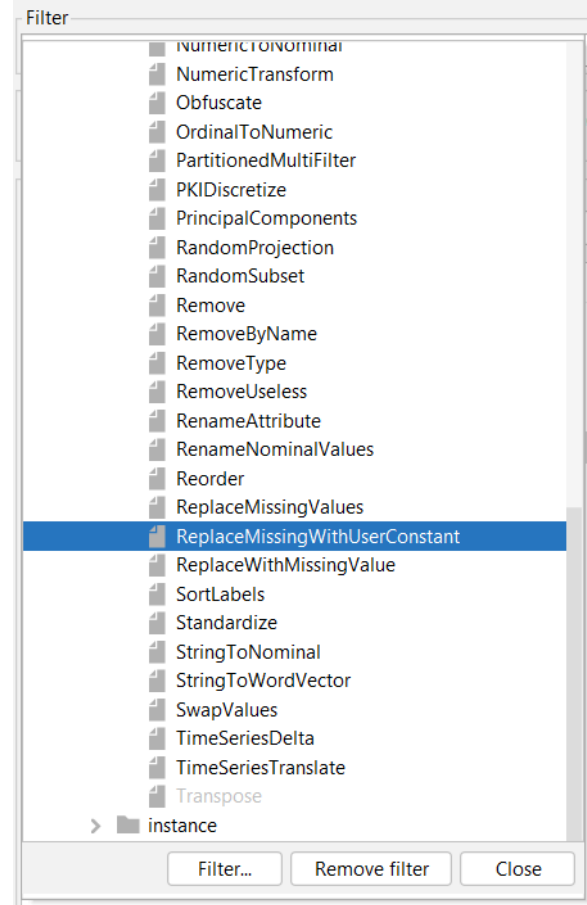 Filter
NumericToNominal
NumericTransform
Obfuscate
OrdinalToNumeric
PartitionedMultiFilter
PKIDiscretize
PrincipalComponents
RandomProjection
RandomSubset
Remove
RemoveByName
RemoveType
RemoveUseless
RenameAttribute
RenameNominalValues
Reorder
ReplaceMissingValues
ReplaceMissingWithUserConstant
ReplaceWithMissingValue
SortLabels
Standardize
StringToNominal
StringToWordVector
SwapValues
TimeSeriesDelta
TimeSeriesTranslate
Transpose
instance
Filter... Remove filter Close